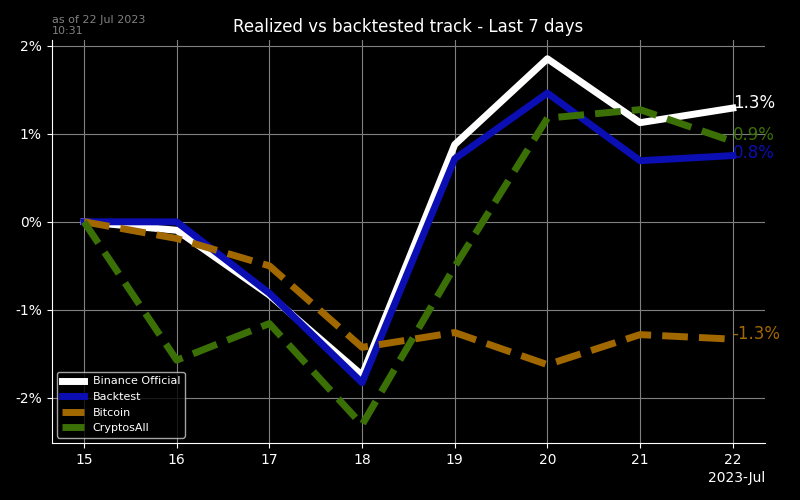 as of 22 Jul 2023
10:31
Realized vs backtested track - Last 7 days
2%
1%
0%
-1%
-2%
1.3%
0.9%
0.8%
-1.3%
Binance Official
Backtest
Bitcoin
CryptosAll
15 16 17 18 19 20 21 22
2023-Jul